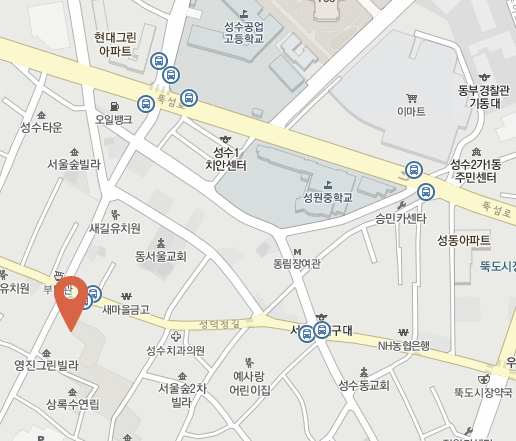 현대그린
아파트
성수공업
고등학교
동부경찰관
기동대
이마트
오일뱅크
뚝섬로
성수타운
성수1
치안센터
서울숲빌라
성수2가1동
주민센터
성원중학교
승민카센타
뚝섬로
새길유치원
성동아파트
동서울교회
동림장여관
뚝도시장
유치원
새마을금고
성덕정길
성수치과의원
NH농협은행
영진그린빌라
예사랑
어린이집
서울숲2차
빌라
성수동교회
상록수연립
뚝도시장약국